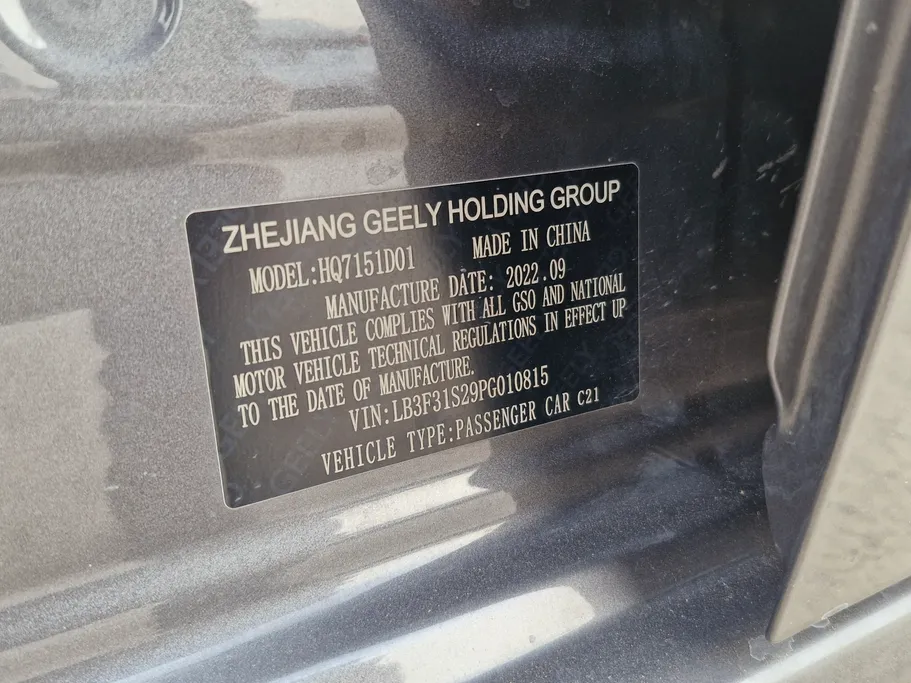 ZHEJIANG GEELY HOLDING GROUP
MODEL:HQ7151D01 MADE IN CHINA
MANUFACTURE DATE: 2022.09
THIS VEHICLE COMPLIES WITH ALL GSO AND NATIONAL
MOTOR VEHICLE TECHNICAL REGULATIONS IN EFFECT UP
TO THE DATE OF MANUFACTURE.
VIN:LB3F31S29PG010815
VEHICLE TYPE:PASSENGER CAR C21